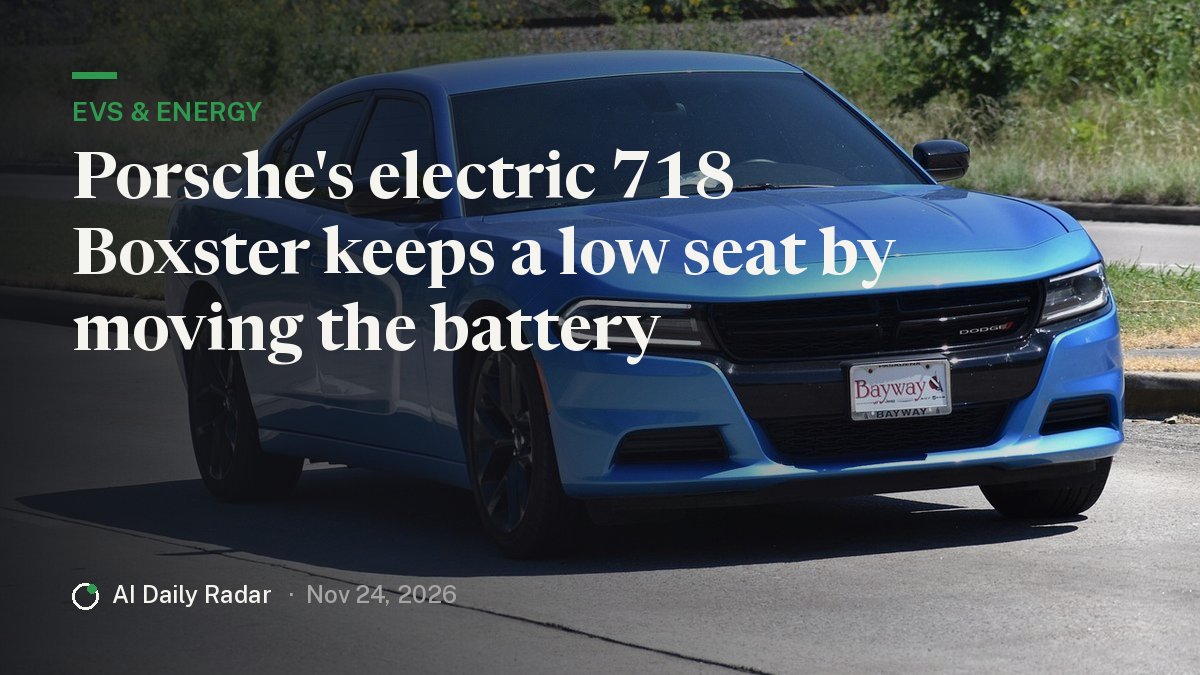 EVS & ENERGY
Porsche's electric 718
Boxster keeps a low seat by
moving the battery
DODGE
Bayway
BAYWAY
AI Daily Radar · Nov 24, 2026